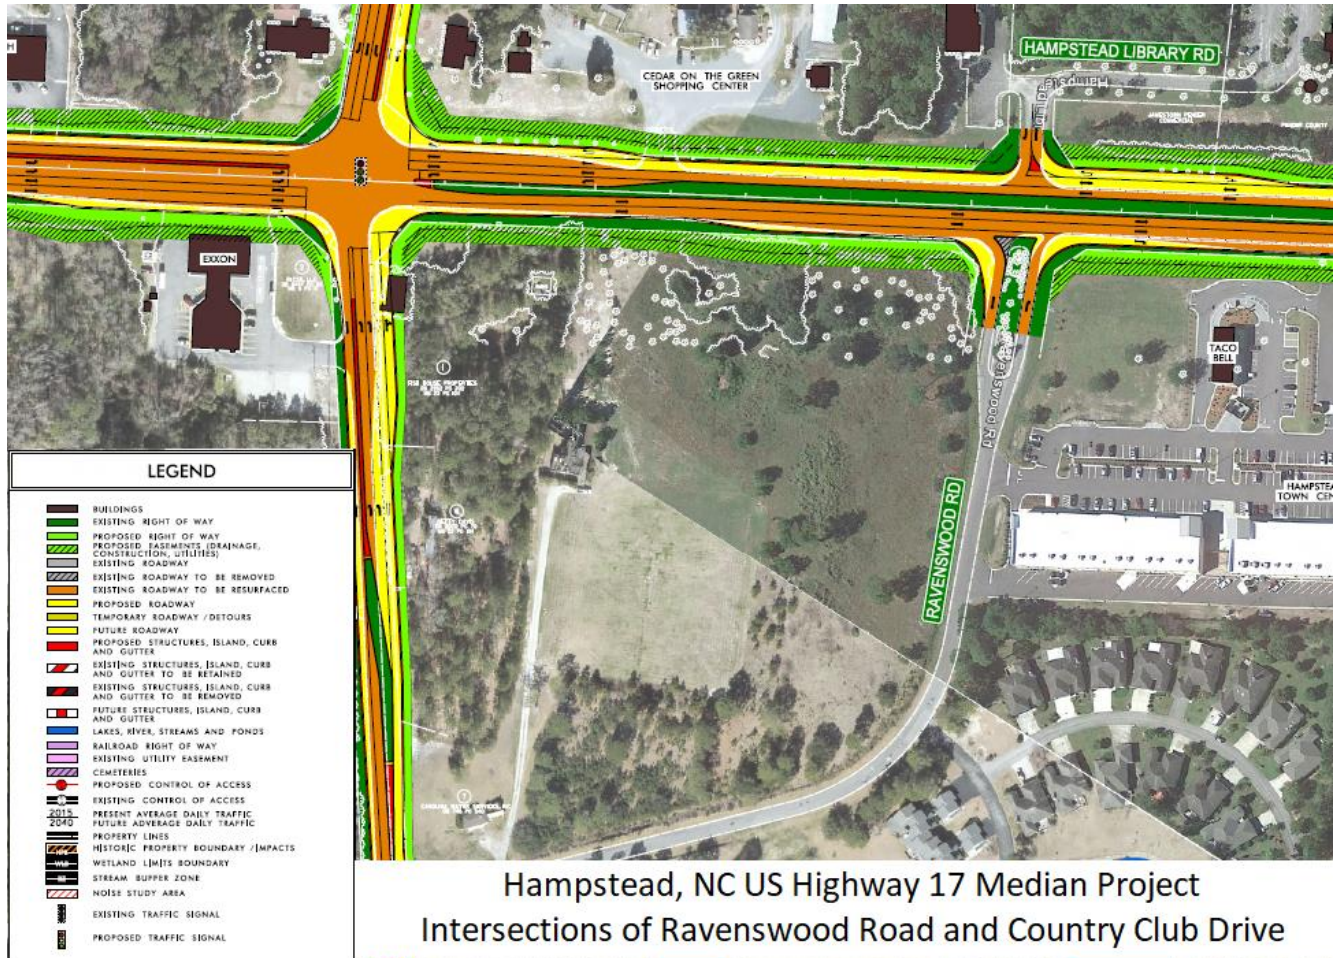 HAMPSTEAD LIBRARY RD
CEDAR ON THE GREEN
SHOPPING CENTER
EXXON
TACO
BELL
RAVENSWOOD RD
enswood Rd
HAMPSTEA
TOWN CEN
LEGEND
BUILDINGS
EXISTING RIGHT OF WAY
PROPOSED RIGHT OF WAY
PROPOSED EASEMENTS (DRAINAGE,
CONSTRUCTION, UTILITIES)
EXISTING ROADWAY
EXISTING ROADWAY TO BE REMOVED
EXISTING ROADWAY TO BE RESURFACED
PROPOSED ROADWAY
TEMPORARY ROADWAY / DETOURS
FUTURE ROADWAY
PROPOSED STRUCTURES, ISLAND, CURB
AND GUTTER
EXISTING STRUCTURES, ISLAND, CURB
AND GUTTER TO BE RETAINED
EXISTING STRUCTURES, ISLAND, CURB
AND GUTTER TO BE REMOVED
FUTURE STRUCTURES, ISLAND, CURB
AND GUTTER
LAKES, RIVER, STREAMS AND PONDS
RAILROAD RIGHT OF WAY
EXISTING UTILITY EASEMENT
CEMETERIES
PROPOSED CONTROL OF ACCESS
EXISTING CONTROL OF ACCESS
2015 PRESENT AVERAGE DAILY TRAFFIC
2040 FUTURE ADVERAGE DAILY TRAFFIC
PROPERTY LINES
HISTORIC PROPERTY BOUNDARY / IMPACTS
WLB WETLAND LIMITS BOUNDARY
STREAM BUFFER ZONE
NOISE STUDY AREA
EXISTING TRAFFIC SIGNAL
PROPOSED TRAFFIC SIGNAL
Hampstead, NC US Highway 17 Median Project
Intersections of Ravenswood Road and Country Club Drive